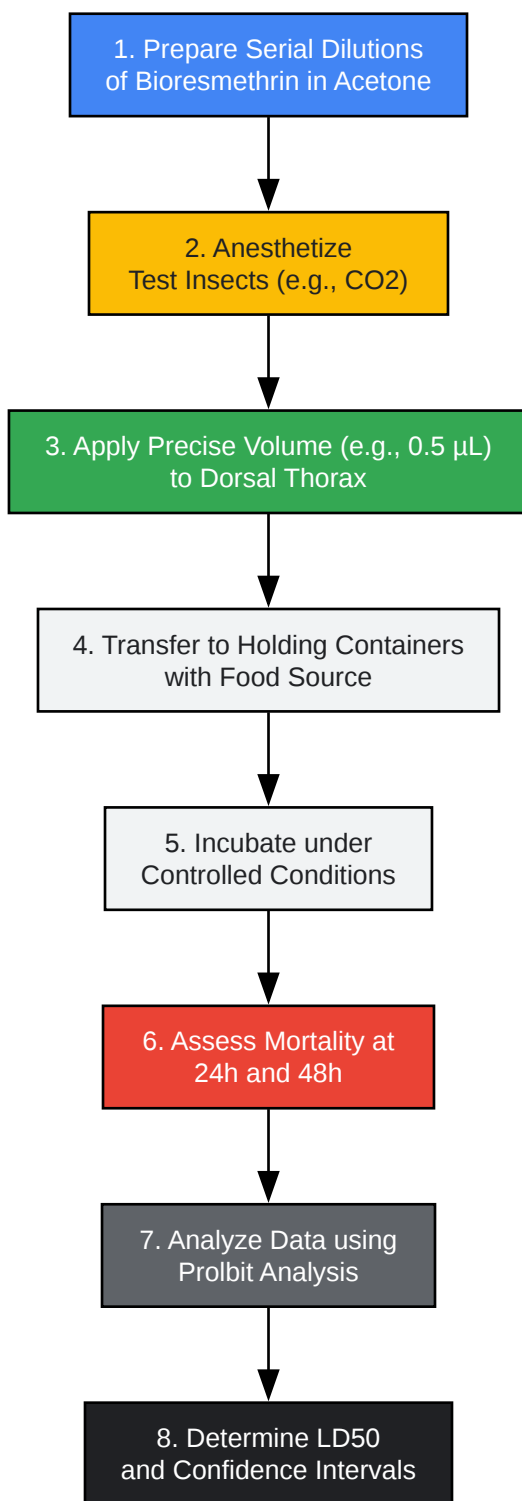 1. Prepare Serial Dilutions
of Bioresmethrin in Acetone
2. Anesthetize
Test Insects (e.g., CO2)
3. Apply Precise Volume (e.g., 0.5 µL)
to Dorsal Thorax
4. Transfer to Holding Containers
with Food Source
5. Incubate under
Controlled Conditions
6. Assess Mortality at
24h and 48h
7. Analyze Data using
Prolbit Analysis
8. Determine LD50
and Confidence Intervals